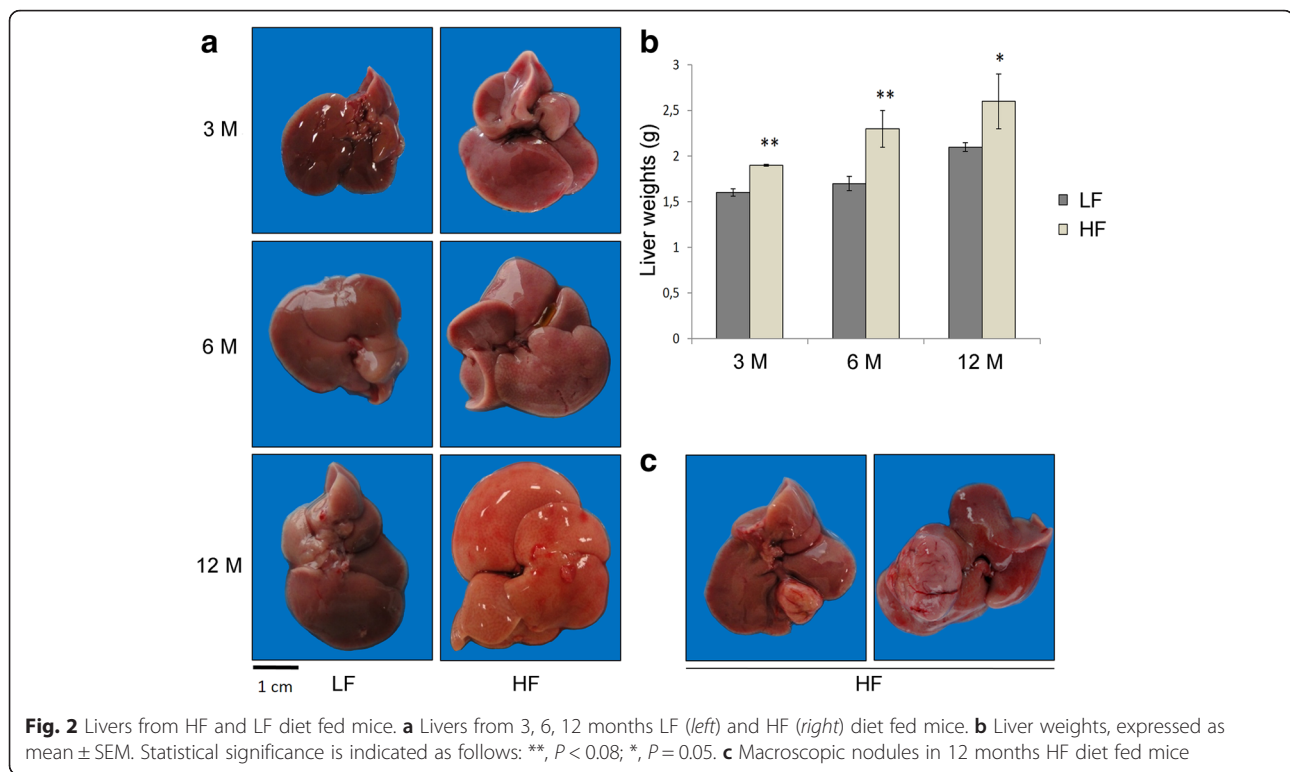 a
3 M
6 M
12 M
1 cm
LF
HF
b
Liver weights (g)
3
2,5
2
1,5
1
0,5
0
**
**
*
3 M
6 M
12 M
LF
HF
c
HF
Fig. 2 Livers from HF and LF diet fed mice. a Livers from 3, 6, 12 months LF (left) and HF (right) diet fed mice. b Liver weights, expressed as
mean ± SEM. Statistical significance is indicated as follows: **, P < 0.08; *, P = 0.05. c Macroscopic nodules in 12 months HF diet fed mice